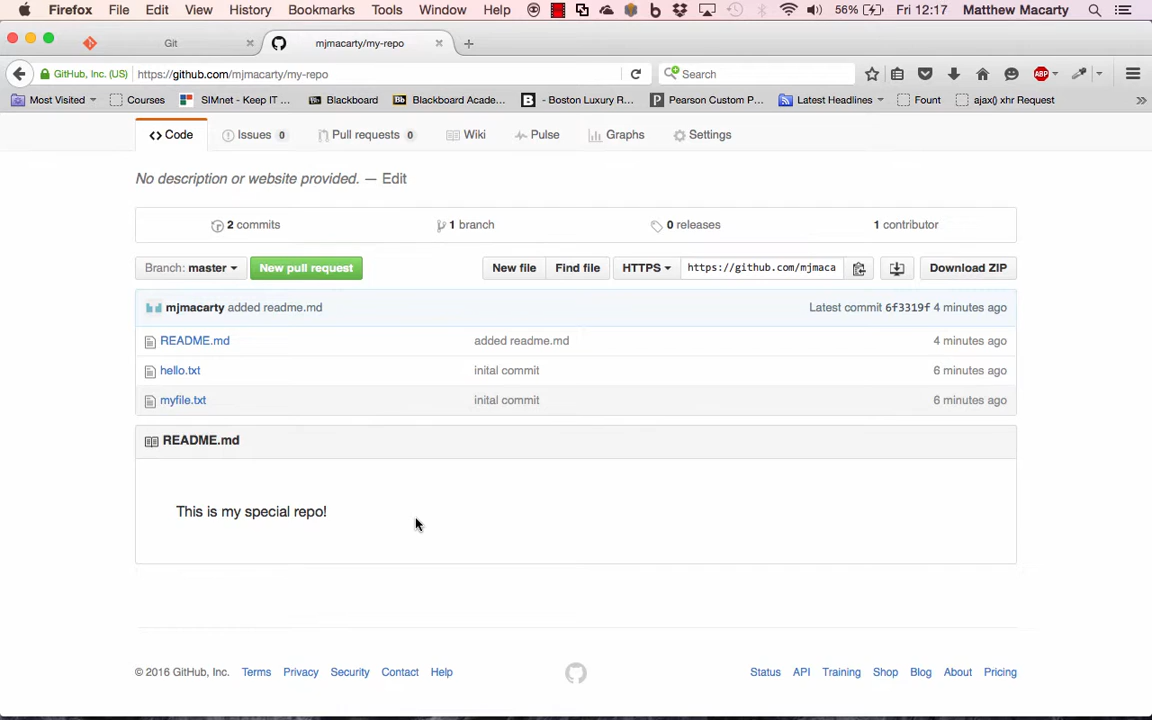 Firefox File Edit View History Bookmarks Tools Window Help 56% Fri 12:17 Matthew Macarty
Git mjmacarty/my-repo
GitHub, Inc. (US) https://github.com/mjmacarty/my-repo Search ABP
Most Visited Courses SIMnet - Keep IT ... Bb Blackboard Bb Blackboard Acade... B - Boston Luxury R... P Pearson Custom P... Latest Headlines Fount ajax() xhr Request
Code Issues 0 Pull requests 0 Wiki Pulse Graphs Settings
No description or website provided. — Edit
2 commits 1 branch 0 releases 1 contributor
Branch: master New pull request New file Find file HTTPS https://github.com/mjmaca Download ZIP
mjmacarty added readme.md Latest commit 6f3319f 4 minutes ago
README.md added readme.md 4 minutes ago
hello.txt inital commit 6 minutes ago
myfile.txt inital commit 6 minutes ago
README.md
This is my special repo!
© 2016 GitHub, Inc. Terms Privacy Security Contact Help Status API Training Shop Blog About Pricing